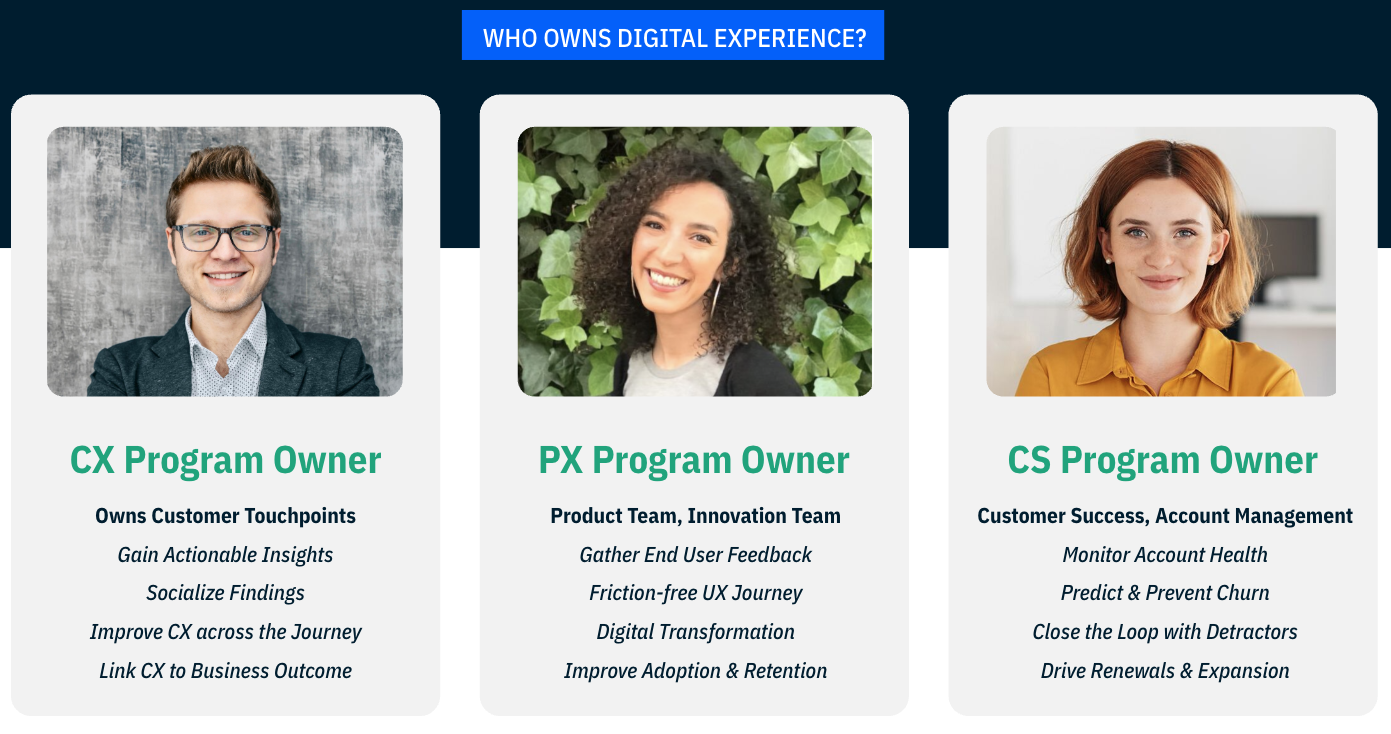 WHO OWNS DIGITAL EXPERIENCE?
CX Program Owner
Owns Customer Touchpoints
Gain Actionable Insights
Socialize Findings
Improve CX across the Journey
Link CX to Business Outcome
PX Program Owner
Product Team, Innovation Team
Gather End User Feedback
Friction-free UX Journey
Digital Transformation
Improve Adoption & Retention
CS Program Owner
Customer Success, Account Management
Monitor Account Health
Predict & Prevent Churn
Close the Loop with Detractors
Drive Renewals & Expansion